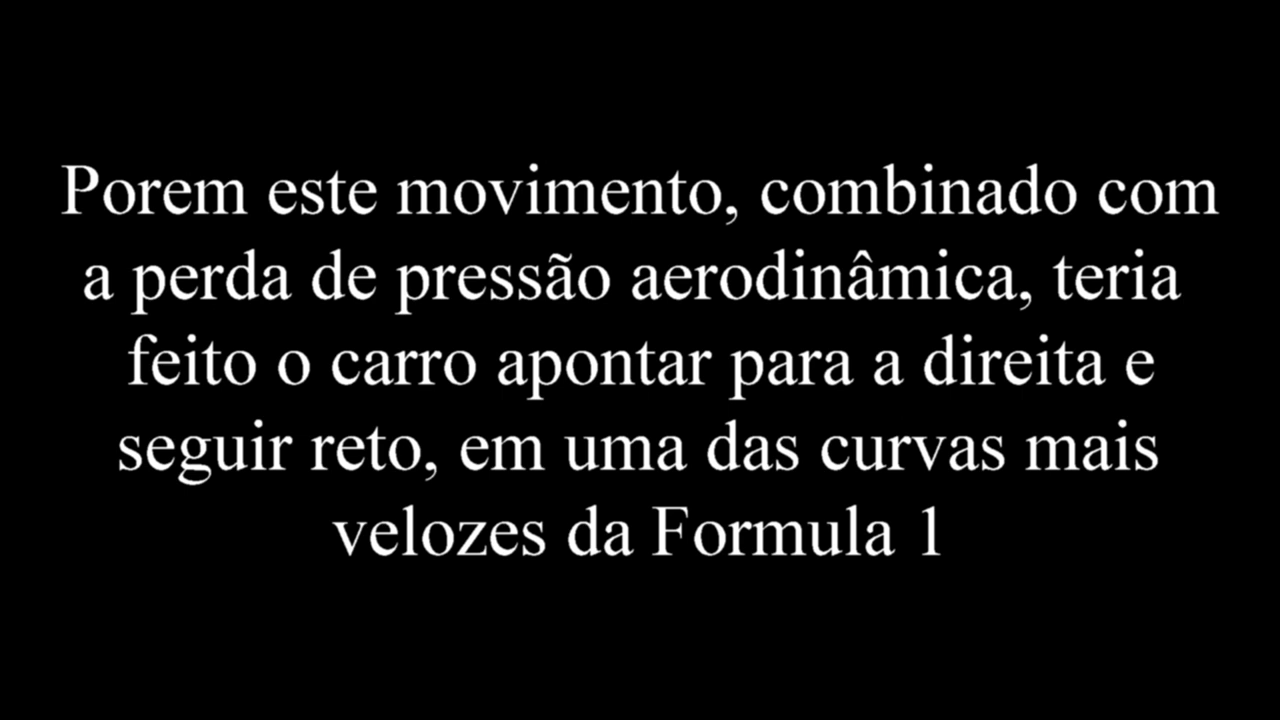 Porem este movimento, combinado com
a perda de pressão aerodinâmica, teria
feito o carro apontar para a direita e
seguir reto, em uma das curvas mais
velozes da Formula 1